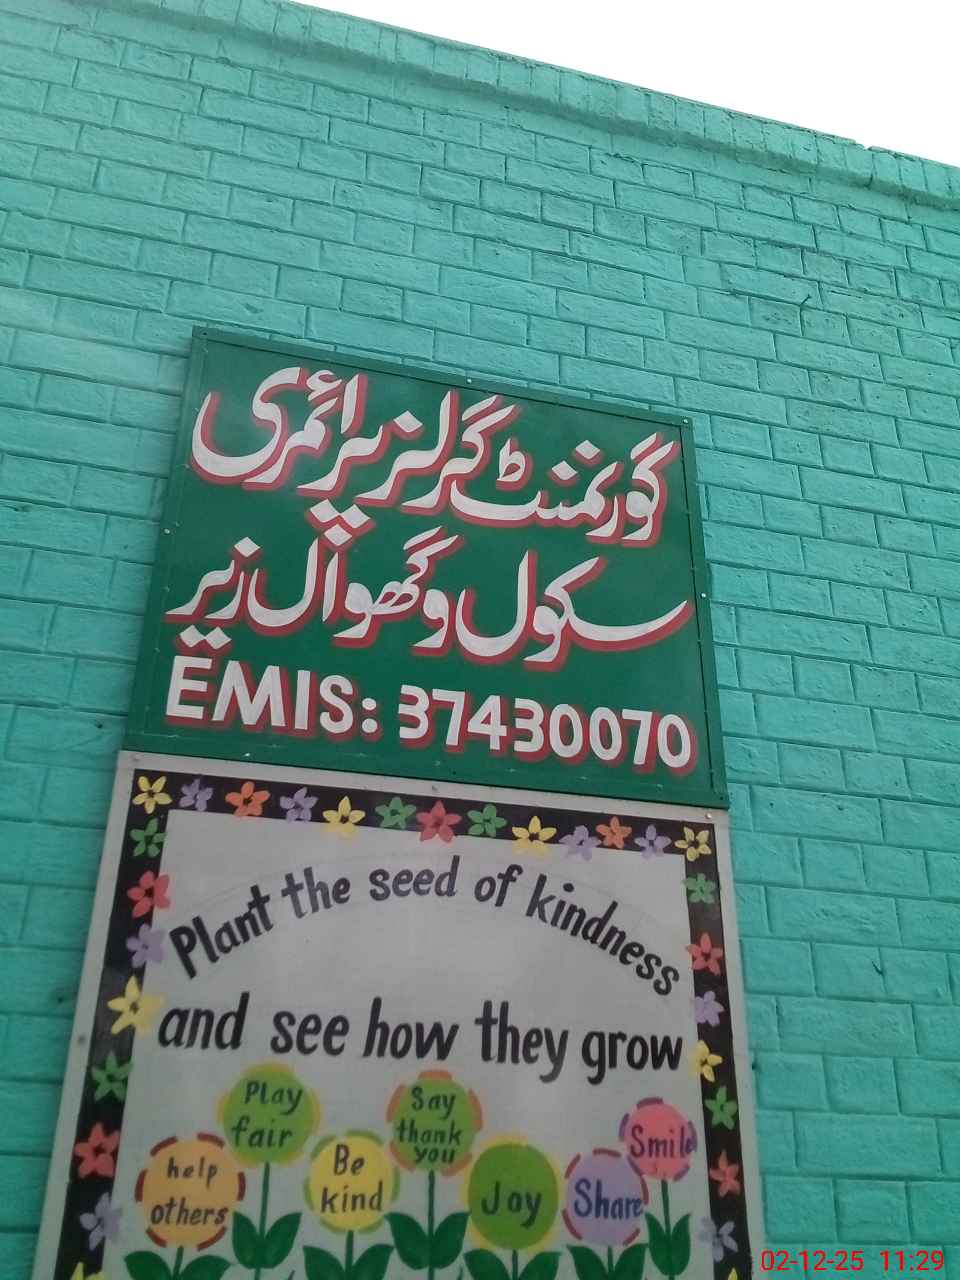 گورنمنٹ گرلز پرائمری
سکول وگھوال زیر
EMIS: 37430070
Plant the seed of kindness
and see how they grow
Play
fair
Say
thank
you
help
others
Be
kind
Joy
Share
Smile
02-12-25 11:29